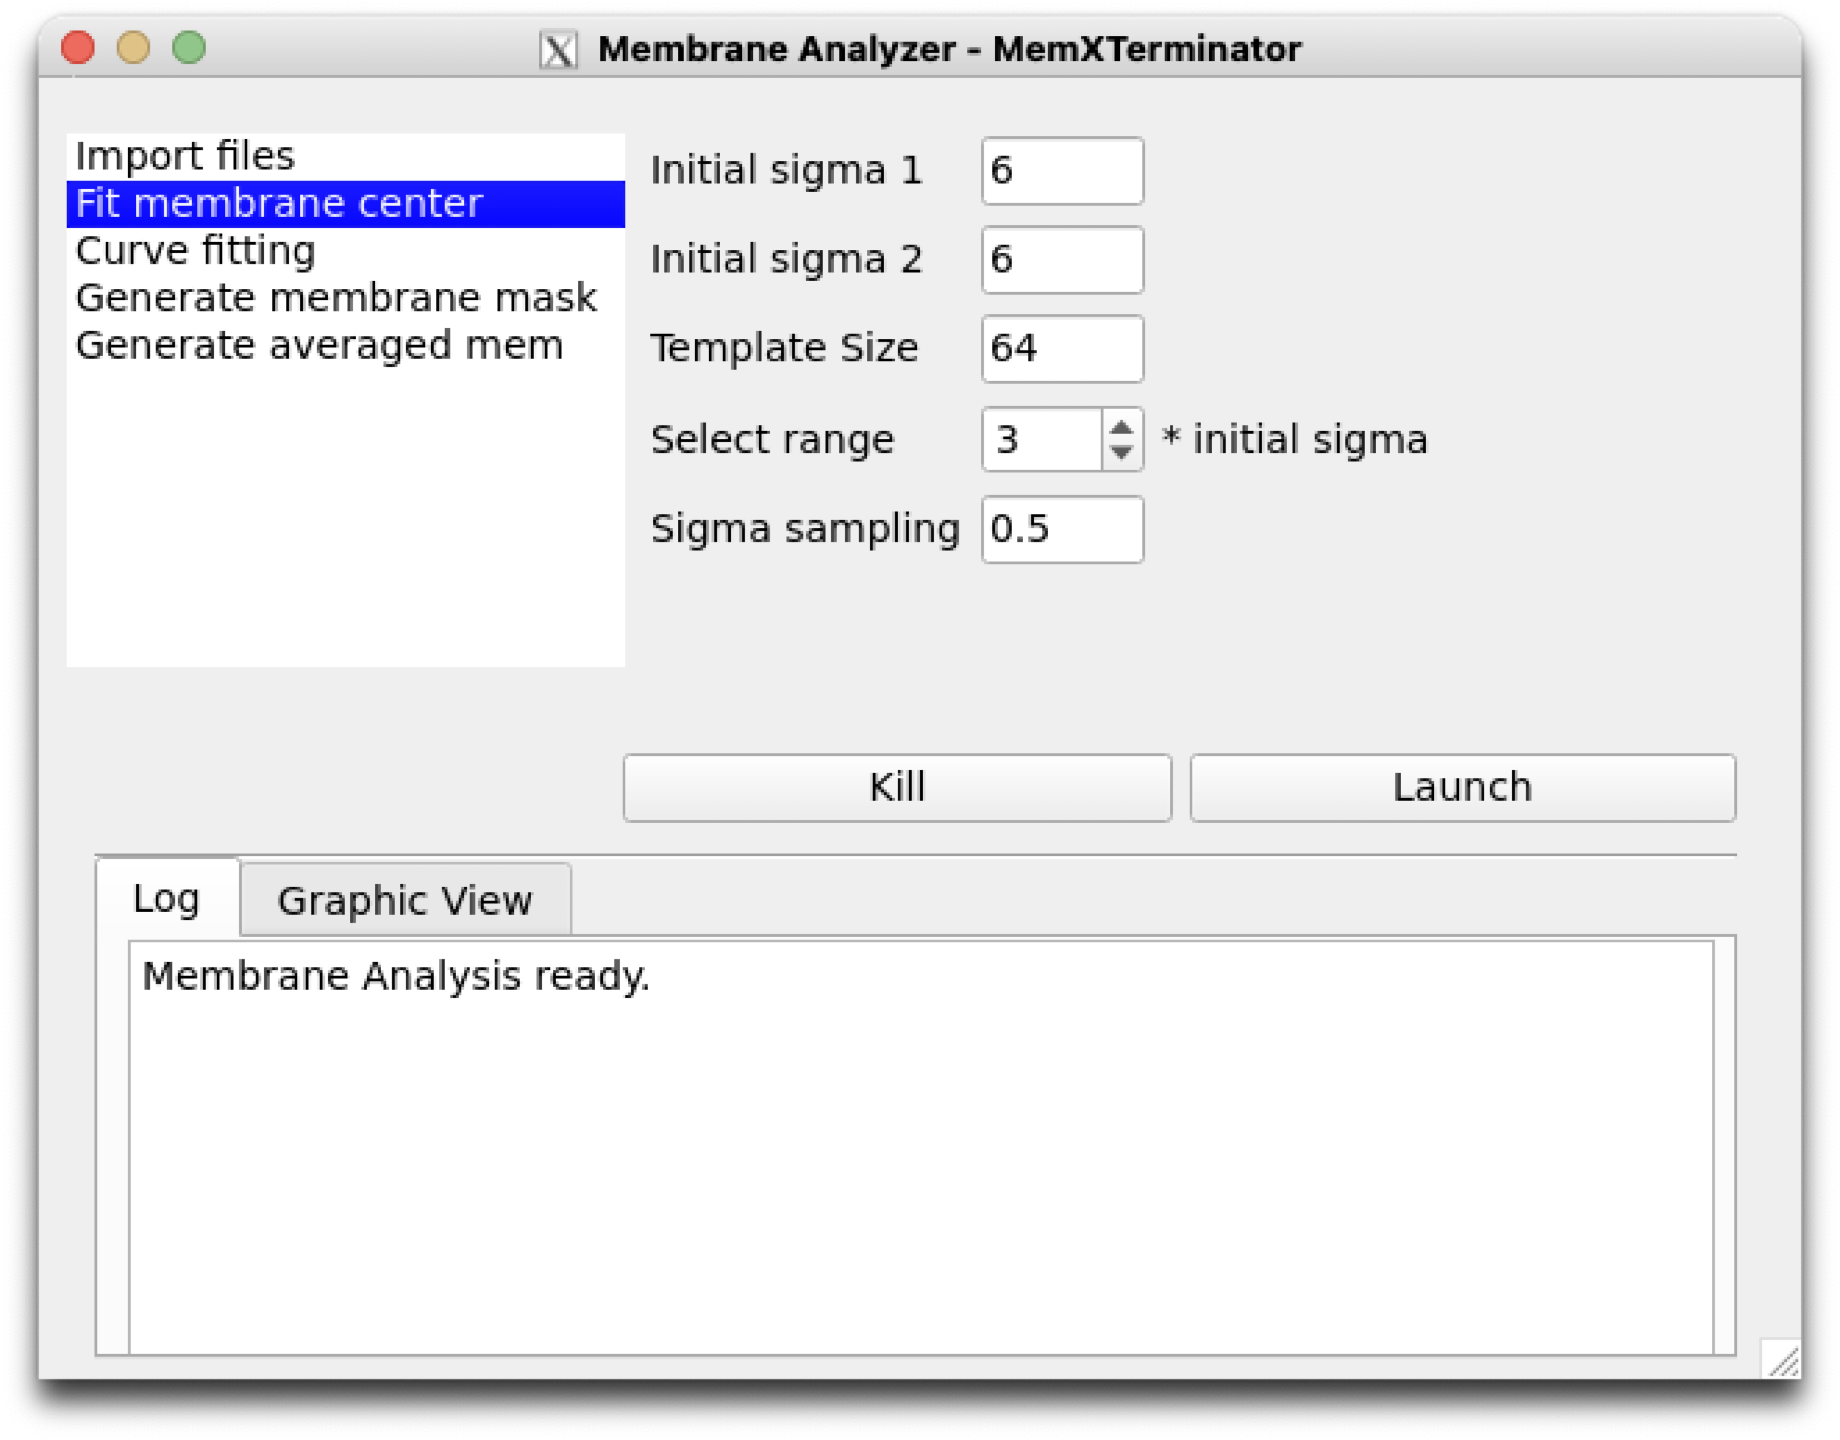 Membrane Analyzer - MemXTerminator
Import files
Fit membrane center
Curve fitting
Generate membrane mask
Generate averaged mem
Initial sigma 1 6
Initial sigma 2 6
Template Size 64
Select range 3 * initial sigma
Sigma sampling 0.5
Kill Launch
Log Graphic View
Membrane Analysis ready.